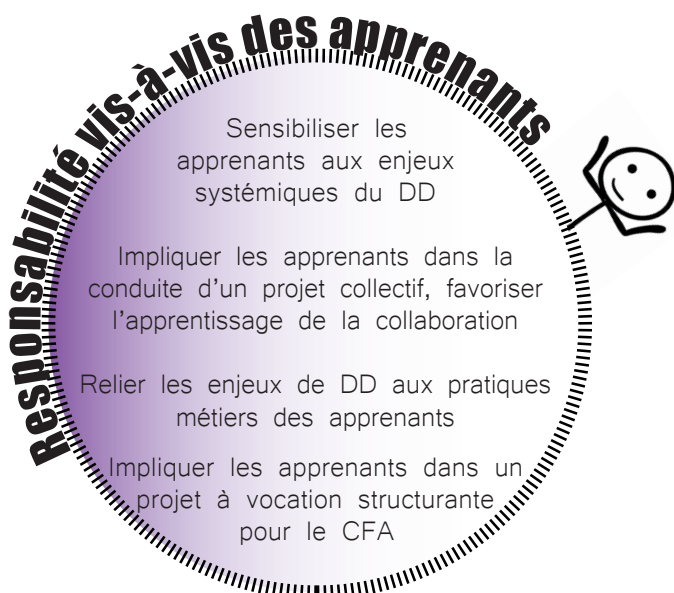 Responsabilité vis-à-vis des apprenants
Sensibiliser les
apprenants aux enjeux
systémiques du DD
Impliquer les apprenants dans la
conduite d'un projet collectif, favoriser
l'apprentissage de la collaboration
Relier les enjeux de DD aux pratiques
métiers des apprenants
Impliquer les apprenants dans un
projet à vocation structurante
pour le CFA